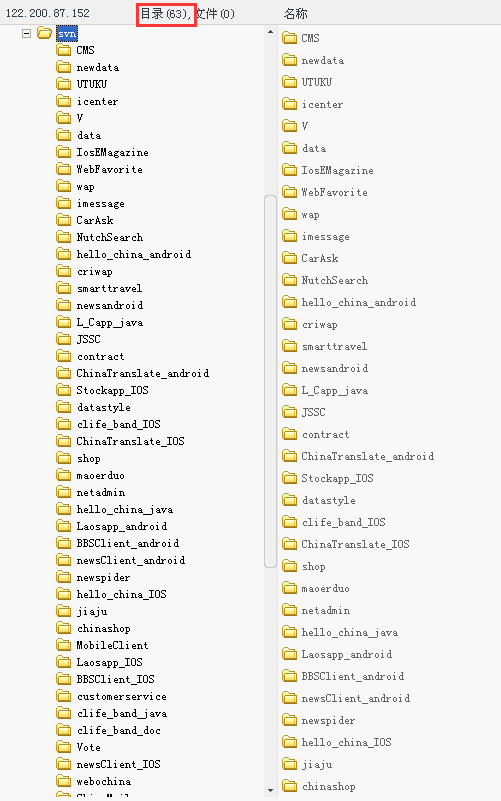 122.200.87.152 目录(63),文件(0) 名称
svn
CMS
newdata
UTUKU
icenter
V
data
IosEMagazine
WebFavorite
wap
imessage
CarAsk
NutchSearch
hello_china_android
criwap
smarttravel
newsandroid
L_Capp_java
JSSC
contract
ChinaTranslate_android
Stockapp_IOS
datastyle
clife_band_IOS
ChinaTranslate_IOS
shop
maoerduo
netadmin
hello_china_java
Laosapp_android
BBSClient_android
newsClient_android
newspider
hello_china_IOS
jiaju
chinashop
MobileClient
Laosapp_IOS
BBSClient_IOS
customerservice
clife_band_java
clife_band_doc
Vote
newsClient_IOS
webochina
CMS
newdata
UTUKU
icenter
V
data
IosEMagazine
WebFavorite
wap
imessage
CarAsk
NutchSearch
hello_china_android
criwap
smarttravel
newsandroid
L_Capp_java
JSSC
contract
ChinaTranslate_android
Stockapp_IOS
datastyle
clife_band_IOS
ChinaTranslate_IOS
shop
maoerduo
netadmin
hello_china_java
Laosapp_android
BBSClient_android
newsClient_android
newspider
hello_china_IOS
jiaju
chinashop